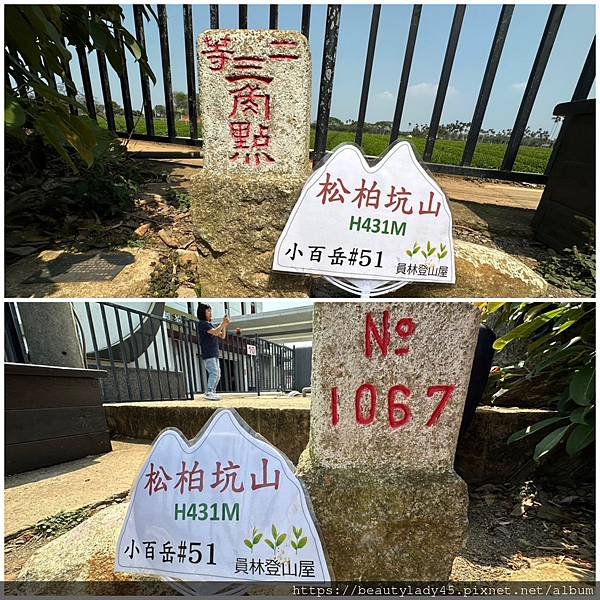 等二
三角點
松柏坑山
H431M
小百岳#51
員林登山屋
No
1067
松柏坑山
H431M
小百岳#51
員林登山屋
https://beautylady45.pixnet.net/album